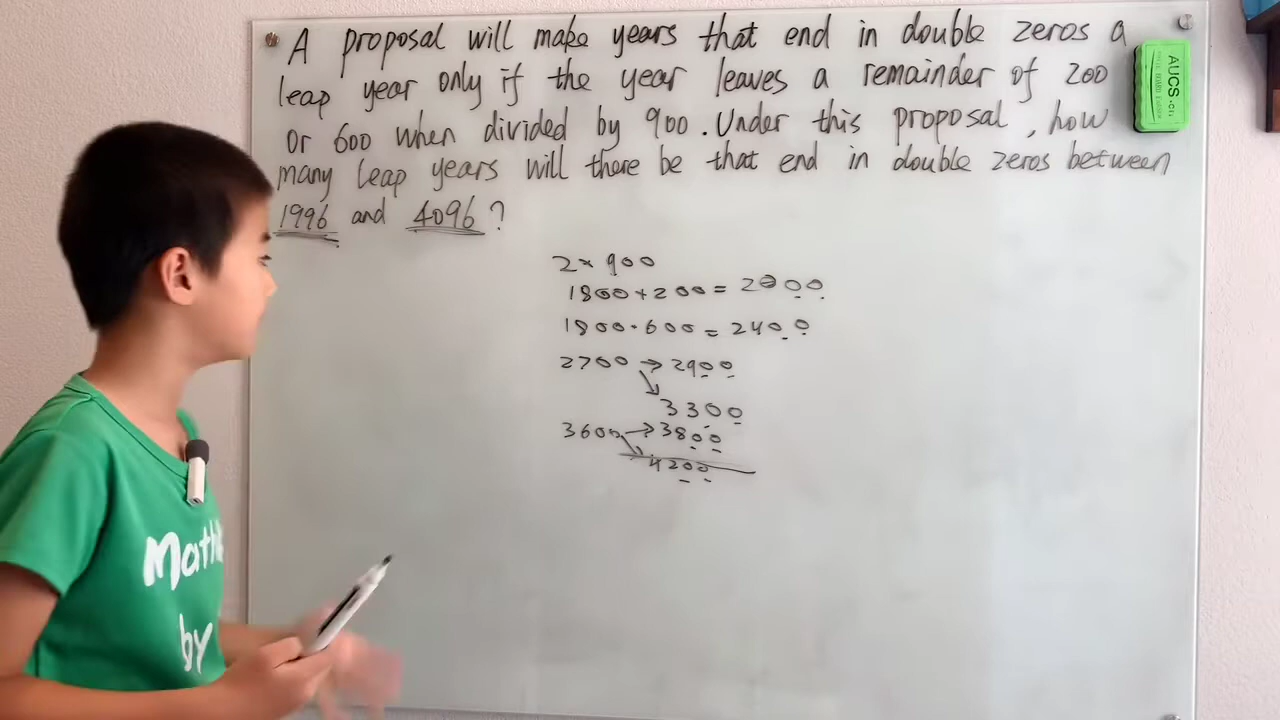 A proposal will make years that end in double zeros a
leap year only if the year leaves a remainder of 200
or 600 when divided by 900. Under this proposal, how
many leap years will there be that end in double zeros between
1996 and 4096?
2x 900
1800+200 = 2000
1800.600 = 2400
2700 → 2900
3300
3600 → 3800
4200
AUCS
by